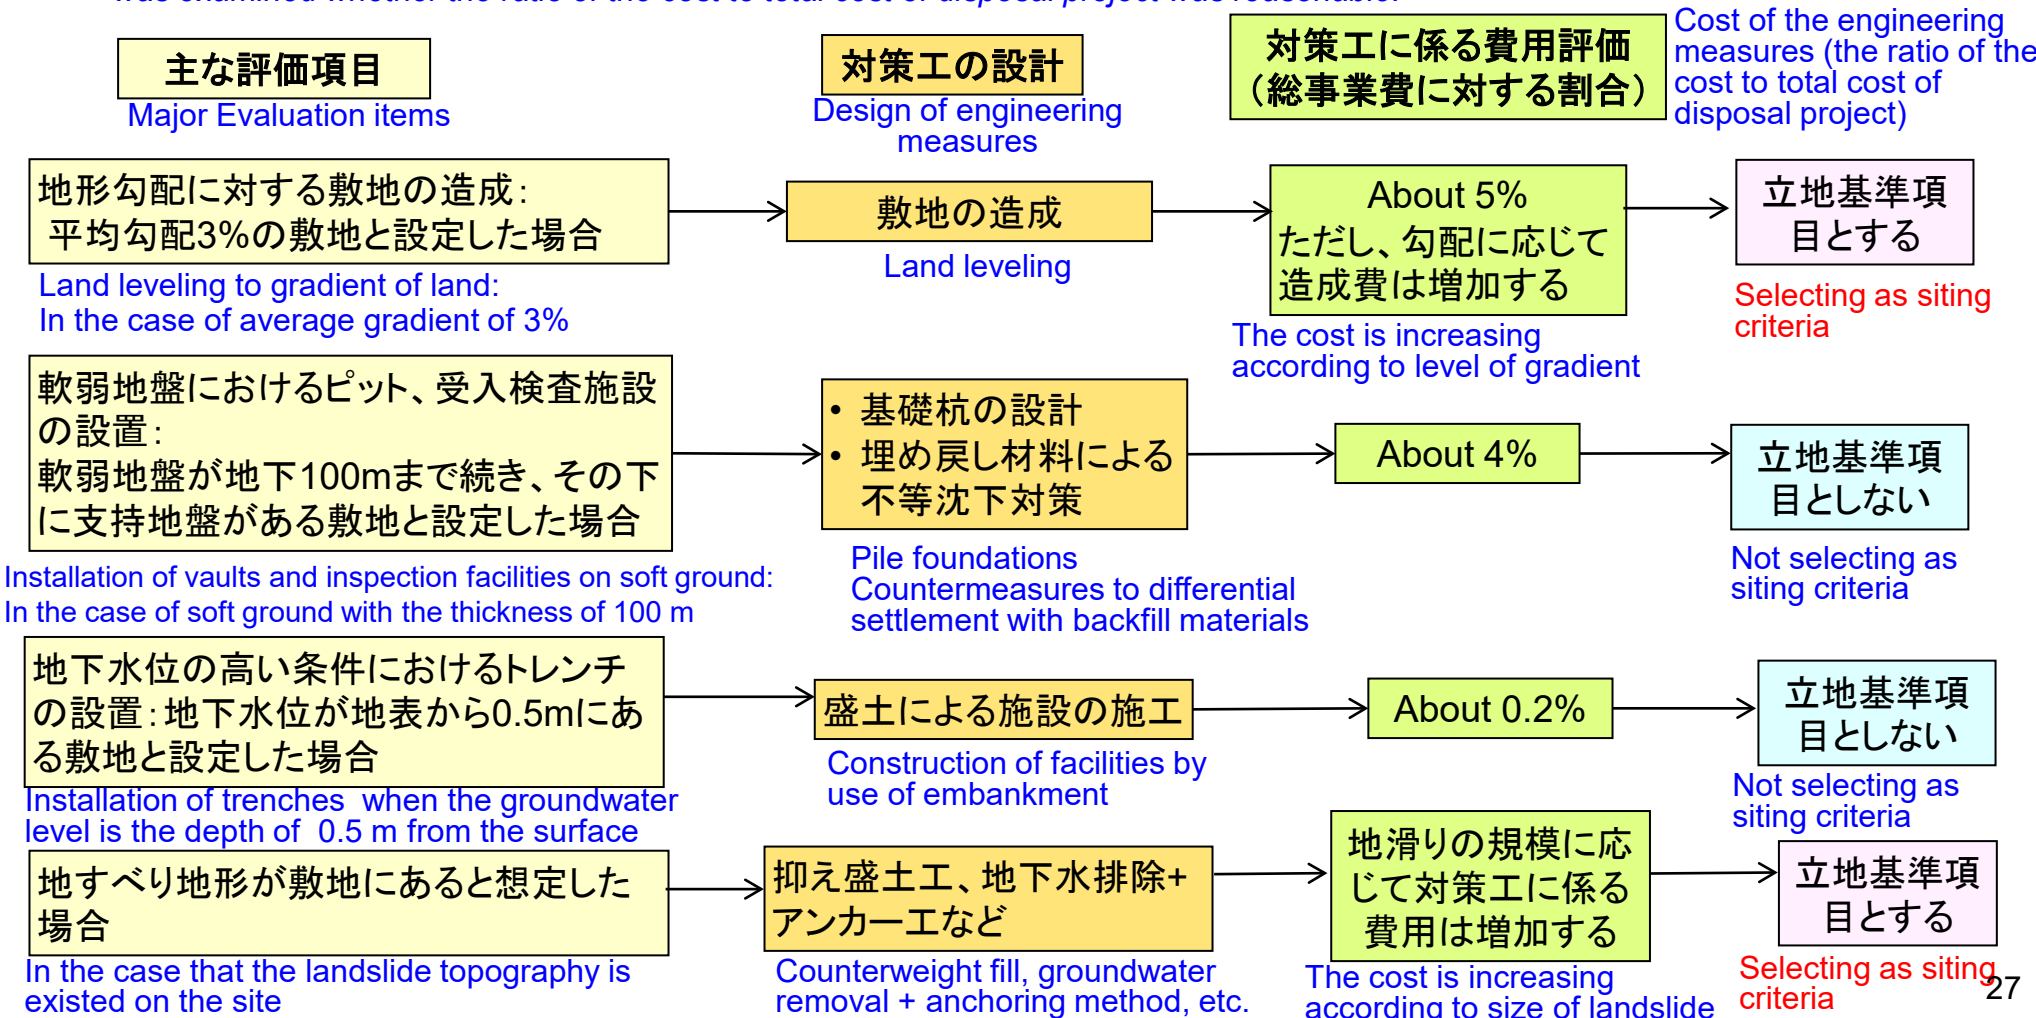 was examined whether the ratio of the cost to total cost of disposal project was reasonable.
主な評価項目
Major Evaluation items
対策工の設計
Design of engineering
measures
対策工に係る費用評価
（総事業費に対する割合）
Cost of the engineering
measures (the ratio of the
cost to total cost of
disposal project)
地形勾配に対する敷地の造成：
平均勾配3%の敷地と設定した場合
Land leveling to gradient of land:
In the case of average gradient of 3%
敷地の造成
Land leveling
About 5%
ただし、勾配に応じて
造成費は増加する
The cost is increasing
according to level of gradient
立地基準項
目とする
Selecting as siting
criteria
軟弱地盤におけるピット、受入検査施設
の設置：
軟弱地盤が地下100mまで続き、その下
に支持地盤がある敷地と設定した場合
Installation of vaults and inspection facilities on soft ground:
In the case of soft ground with the thickness of 100 m
• 基礎杭の設計
• 埋め戻し材料による
不等沈下対策
Pile foundations
Countermeasures to differential
settlement with backfill materials
About 4%
立地基準項
目としない
Not selecting as
siting criteria
地下水位の高い条件におけるトレンチ
の設置：地下水位が地表から0.5mにあ
る敷地と設定した場合
Installation of trenches when the groundwater
level is the depth of 0.5 m from the surface
盛土による施設の施工
Construction of facilities by
use of embankment
About 0.2%
立地基準項
目としない
Not selecting as
siting criteria
地すべり地形が敷地にあると想定した
場合
In the case that the landslide topography is
existed on the site
抑え盛土工、地下水排除+
アンカー工など
Counterweight fill, groundwater
removal + anchoring method, etc.
地滑りの規模に応
じて対策工に係る
費用は増加する
The cost is increasing
according to size of landslide
立地基準項
目とする
Selecting as siting
criteria
27